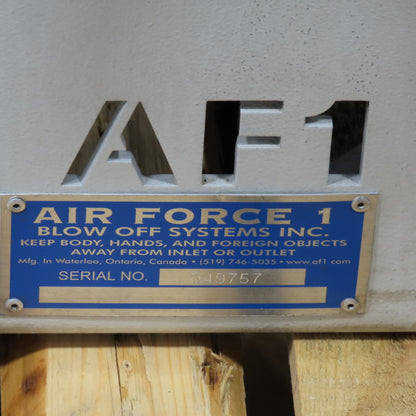 AF1
AIR FORCE 1
BLOW OFF SYSTEMS INC.
KEEP BODY, HANDS, AND FOREIGN OBJECTS
AWAY FROM INLET OR OUTLET
Mfg. In Waterloo, Ontario, Canada • (519) 746-5035 • www.af1.com
SERIAL NO. 049757